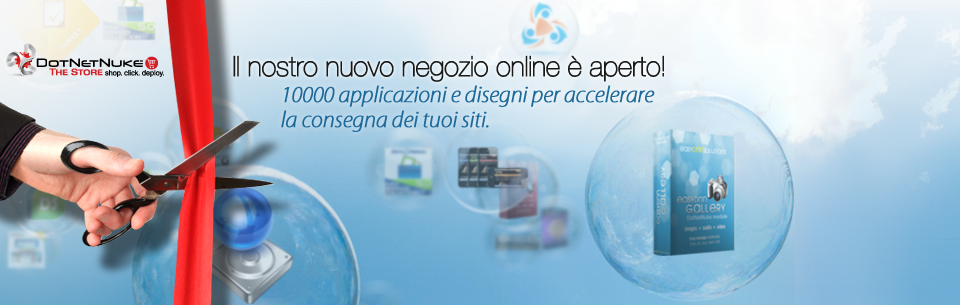 DotNetNuke
The Store shop. click. deploy.
Il nostro nuovo negozio online è aperto!
10000 applicazioni e disegni per accelerare
la consegna dei tuoi siti.
GALLERY